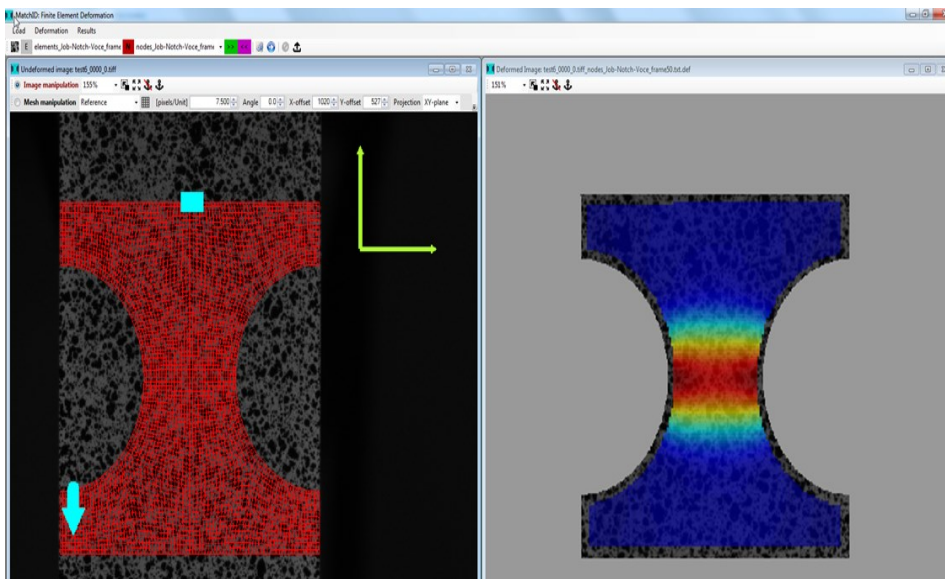 MatchID: Finite Element Deformation
Load Deformation Results
E elements_Job-Notch-Voce_frame nodes_Job-Notch-Voce_frame
Undeformed image: test6_0000_0.tiff
Image manipulation 155%
Mesh manipulation Reference [pixels/Unit] 7.500 Angle 0.0 X-offset 1020 Y-offset 527 Projection XY-plane
Deformed Image: test6_0000_0.tiff_nodes_Job-Notch-Voce_frame50.txt.def
151%